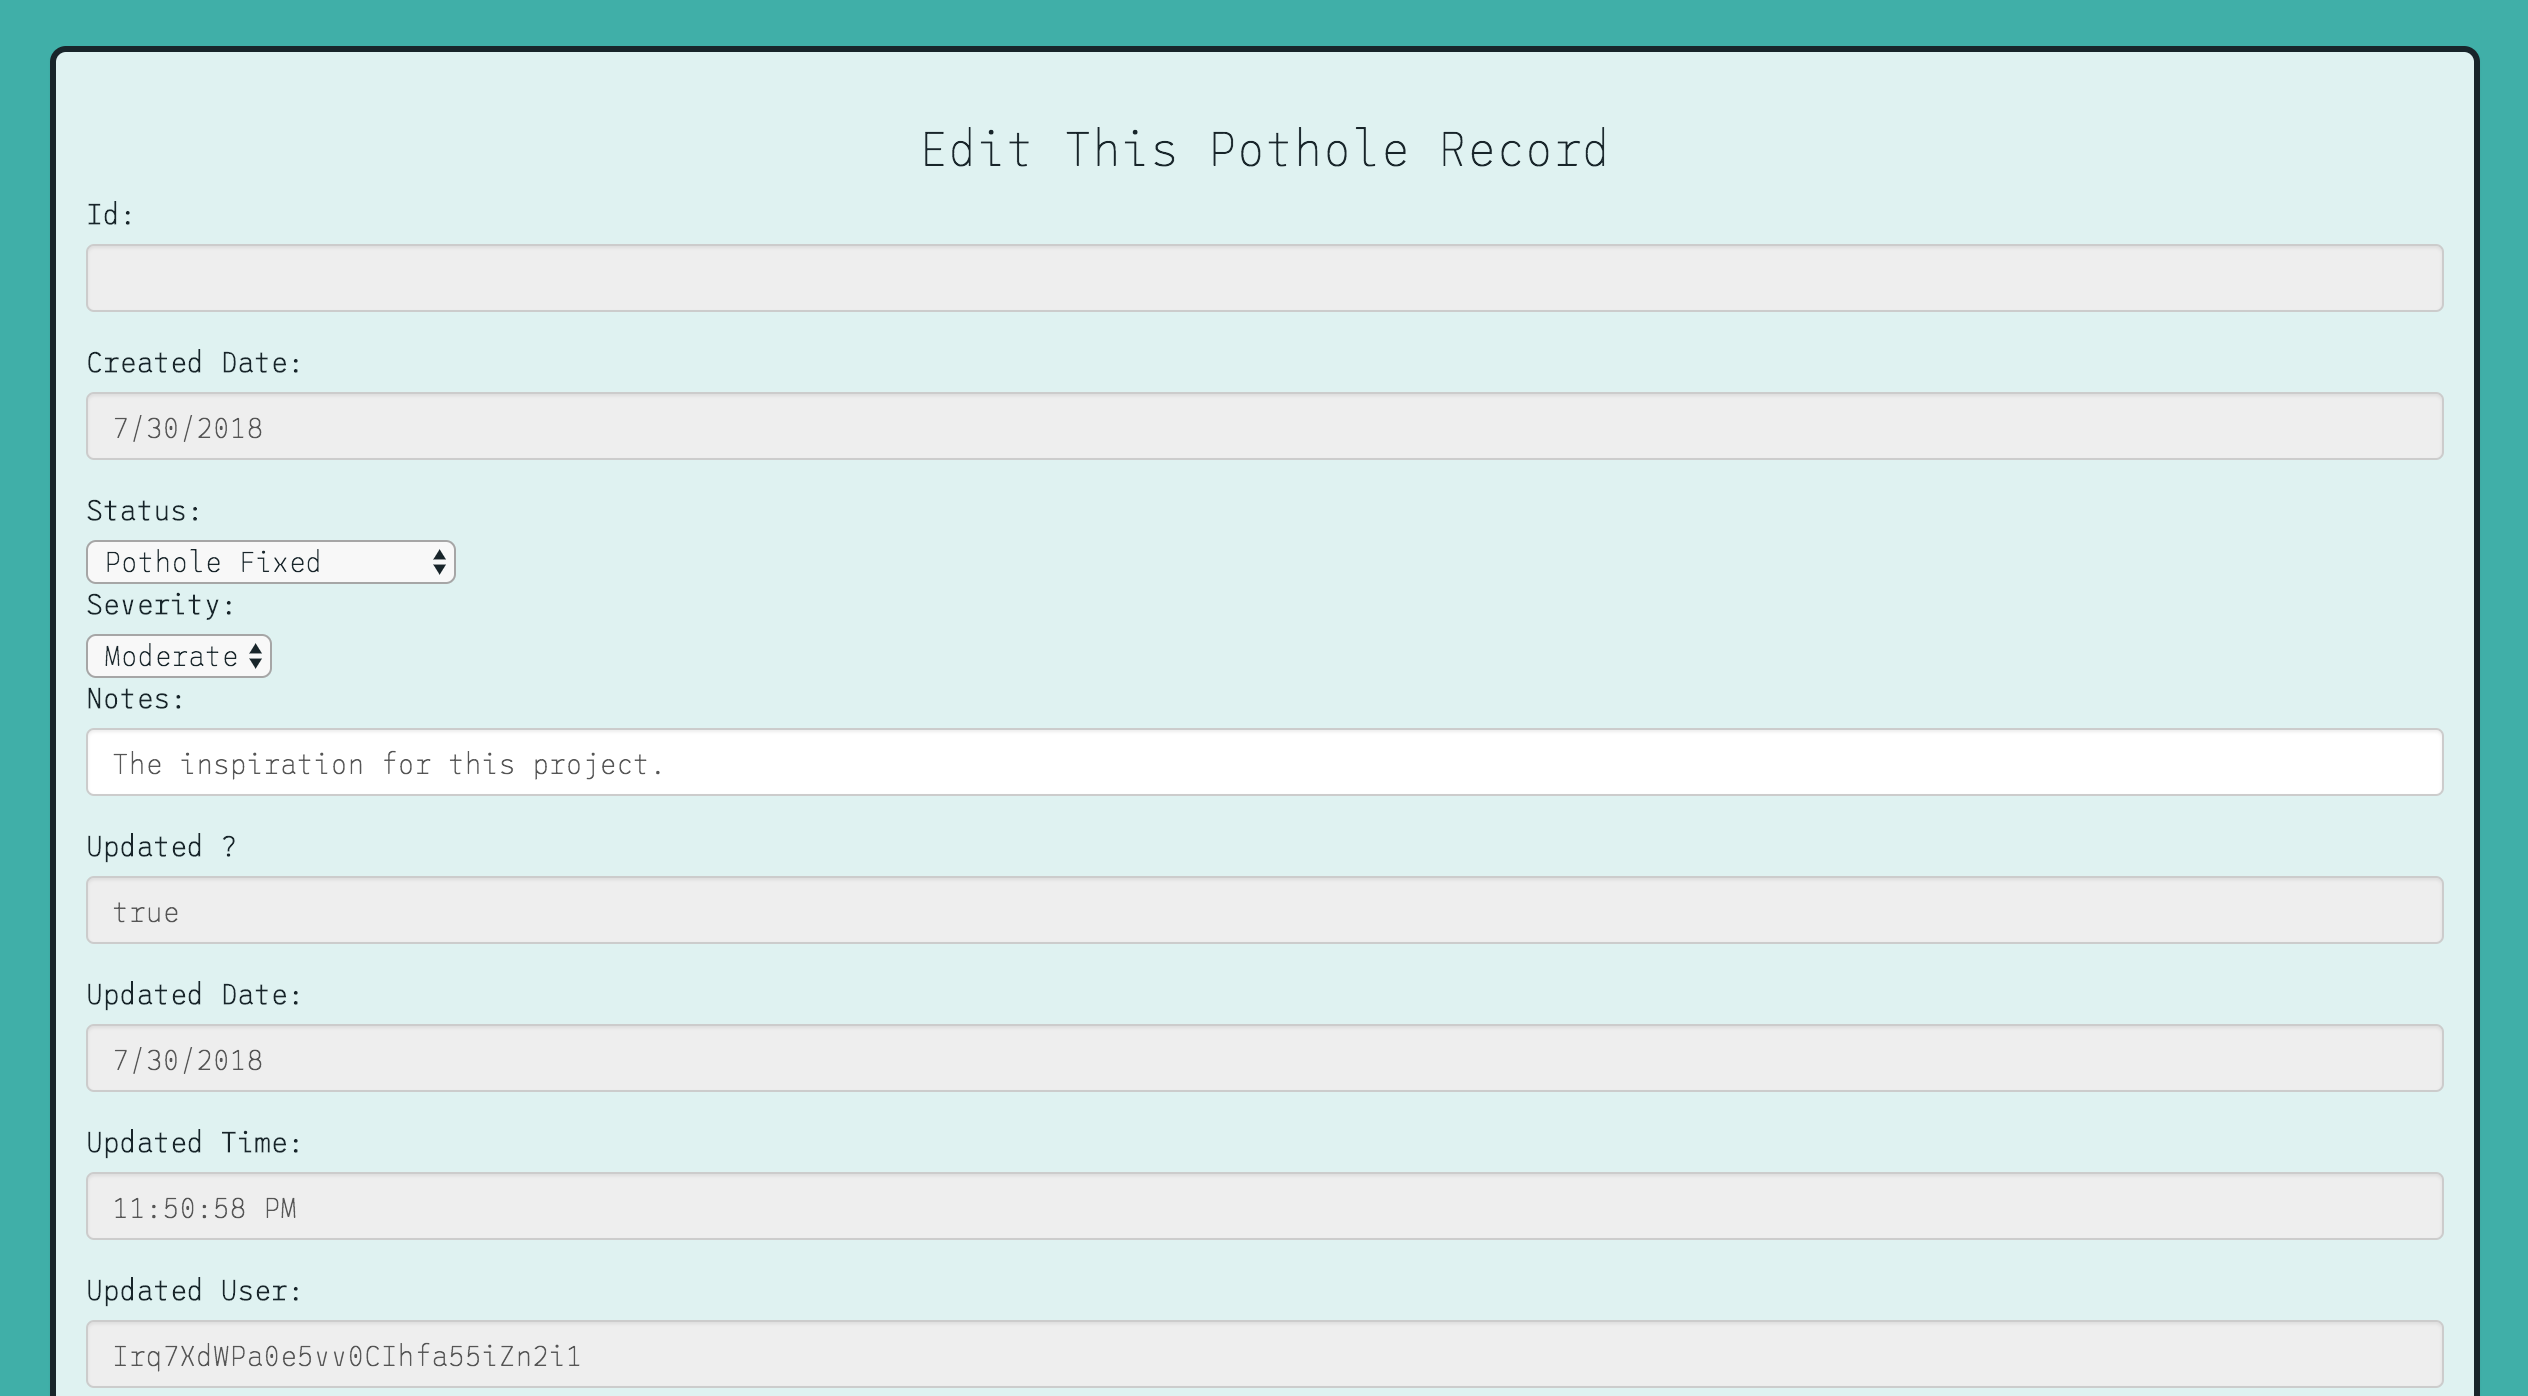 Edit This Pothole Record
Id:
Created Date:
7/30/2018
Status:
Pothole Fixed
Severity:
Moderate
Notes:
The inspiration for this project.
Updated ?
true
Updated Date:
7/30/2018
Updated Time:
11:50:58 PM
Updated User:
Irq7XdWPa0e5vv0CIhfa55iZn2i1